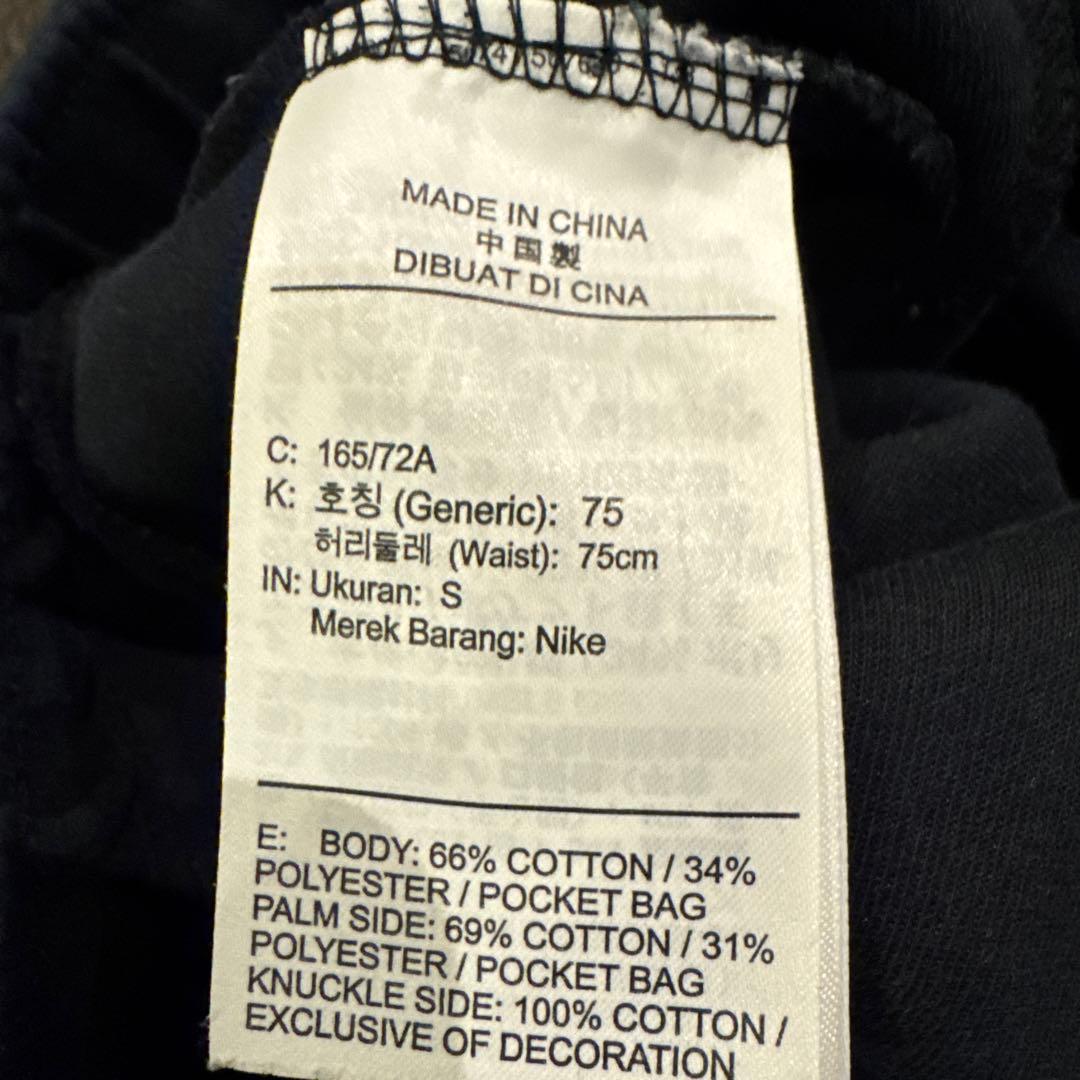 MADE IN CHINA
中国製
DIBUAT DI CINA
C: 165/72A
K: 호칭 (Generic): 75
허리둘레 (Waist): 75cm
IN: Ukuran: S
Merek Barang: Nike
E: BODY: 66% COTTON / 34%
POLYESTER / POCKET BAG
PALM SIDE: 69% COTTON / 31%
POLYESTER / POCKET BAG
KNUCKLE SIDE: 100% COTTON /
EXCLUSIVE OF DECORATION